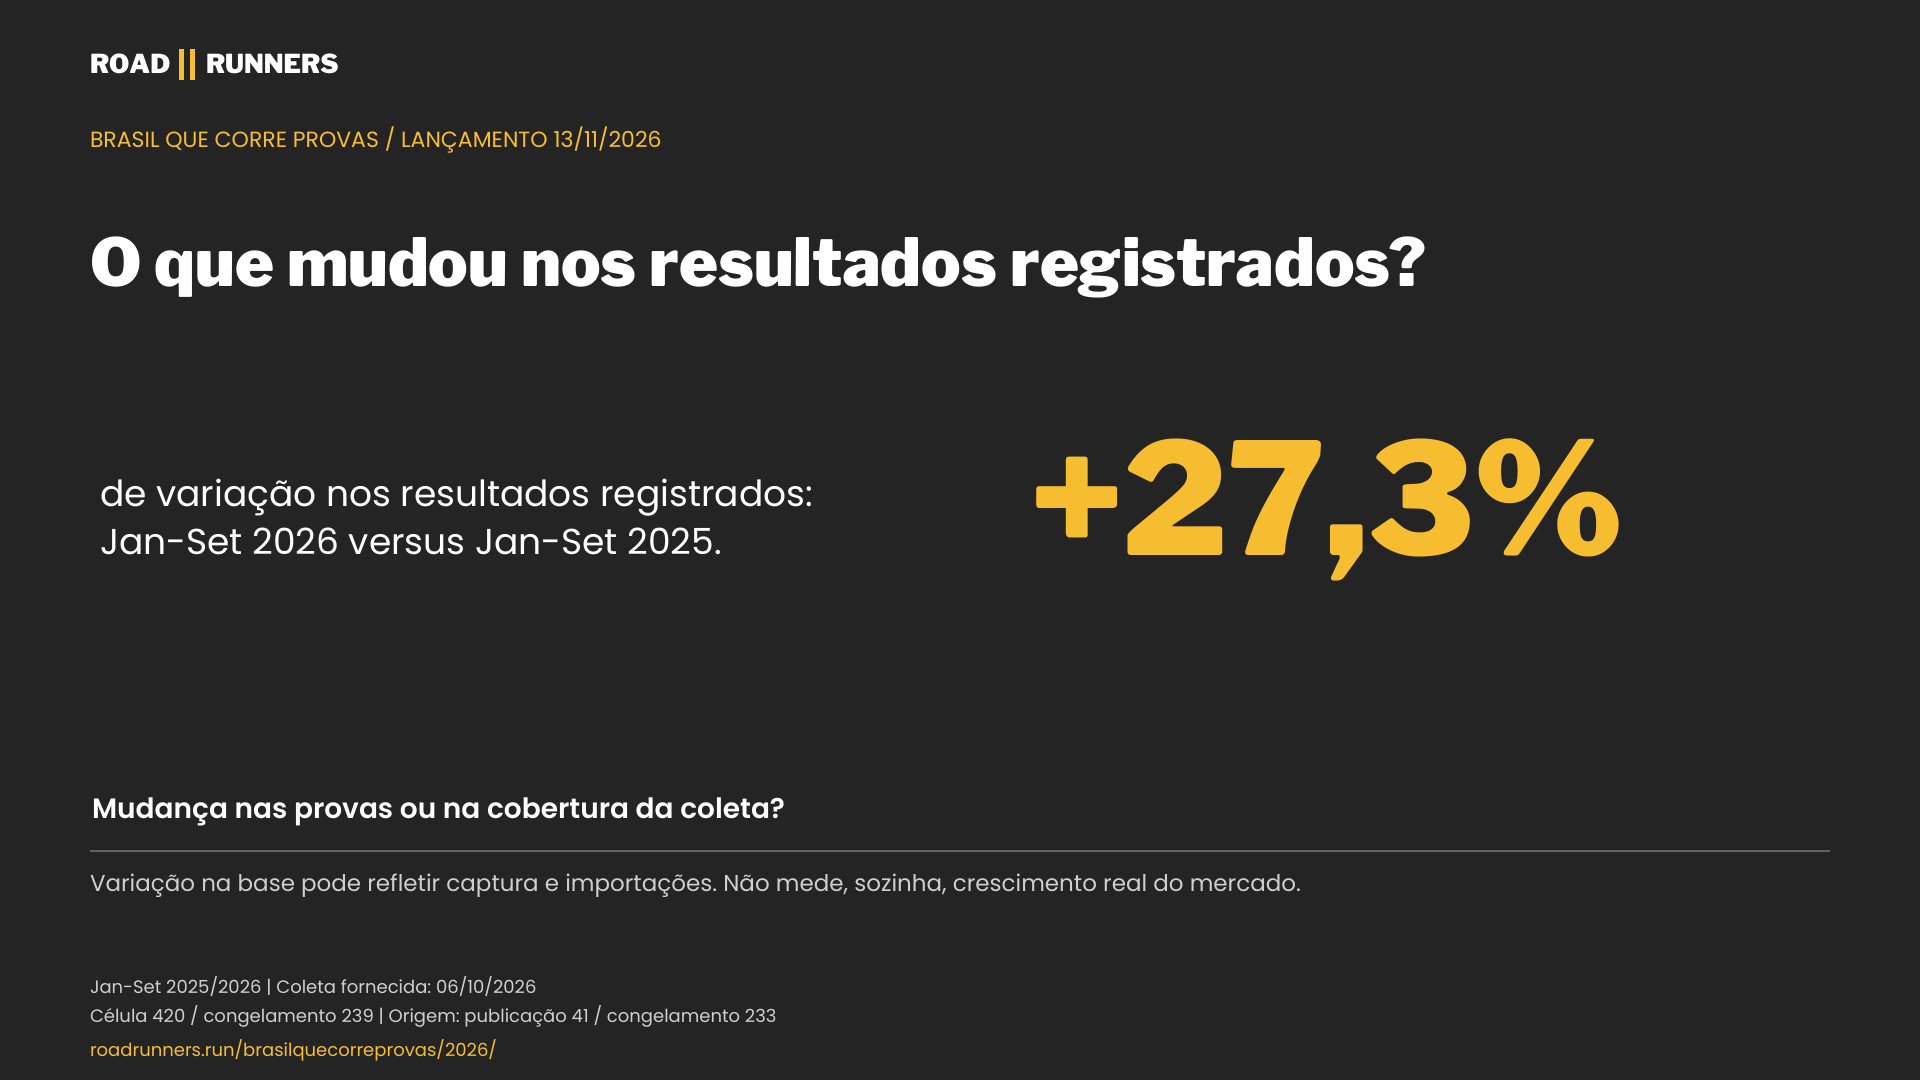 ROAD || RUNNERS
BRASIL QUE CORRE PROVAS / LANÇAMENTO 13/11/2026
O que mudou nos resultados registrados?
de variação nos resultados registrados:
Jan-Set 2026 versus Jan-Set 2025.
+27,3%
Mudança nas provas ou na cobertura da coleta?
Variação na base pode refletir captura e importações. Não mede, sozinha, crescimento real do mercado.
Jan-Set 2025/2026 | Coleta fornecida: 06/10/2026
Célula 420 / congelamento 239 | Origem: publicação 41 / congelamento 233
roadrunners.run/brasilquecorreprovas/2026/